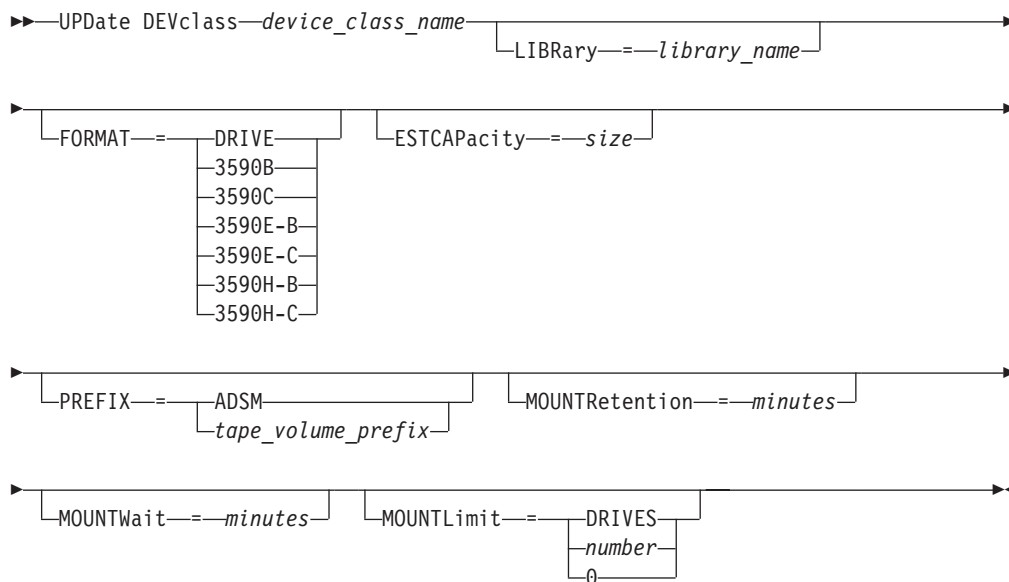 UPDate DEVclass device_class_name
LIBRary = library_name
FORMAT = DRIVE
3590B
3590C
3590E-B
3590E-C
3590H-B
3590H-C
ESTCAPacity = size
PREFIX = ADSM
tape_volume_prefix
MOUNTRetention = minutes
MOUNTWait = minutes
MOUNTLimit = DRIVES
number
0